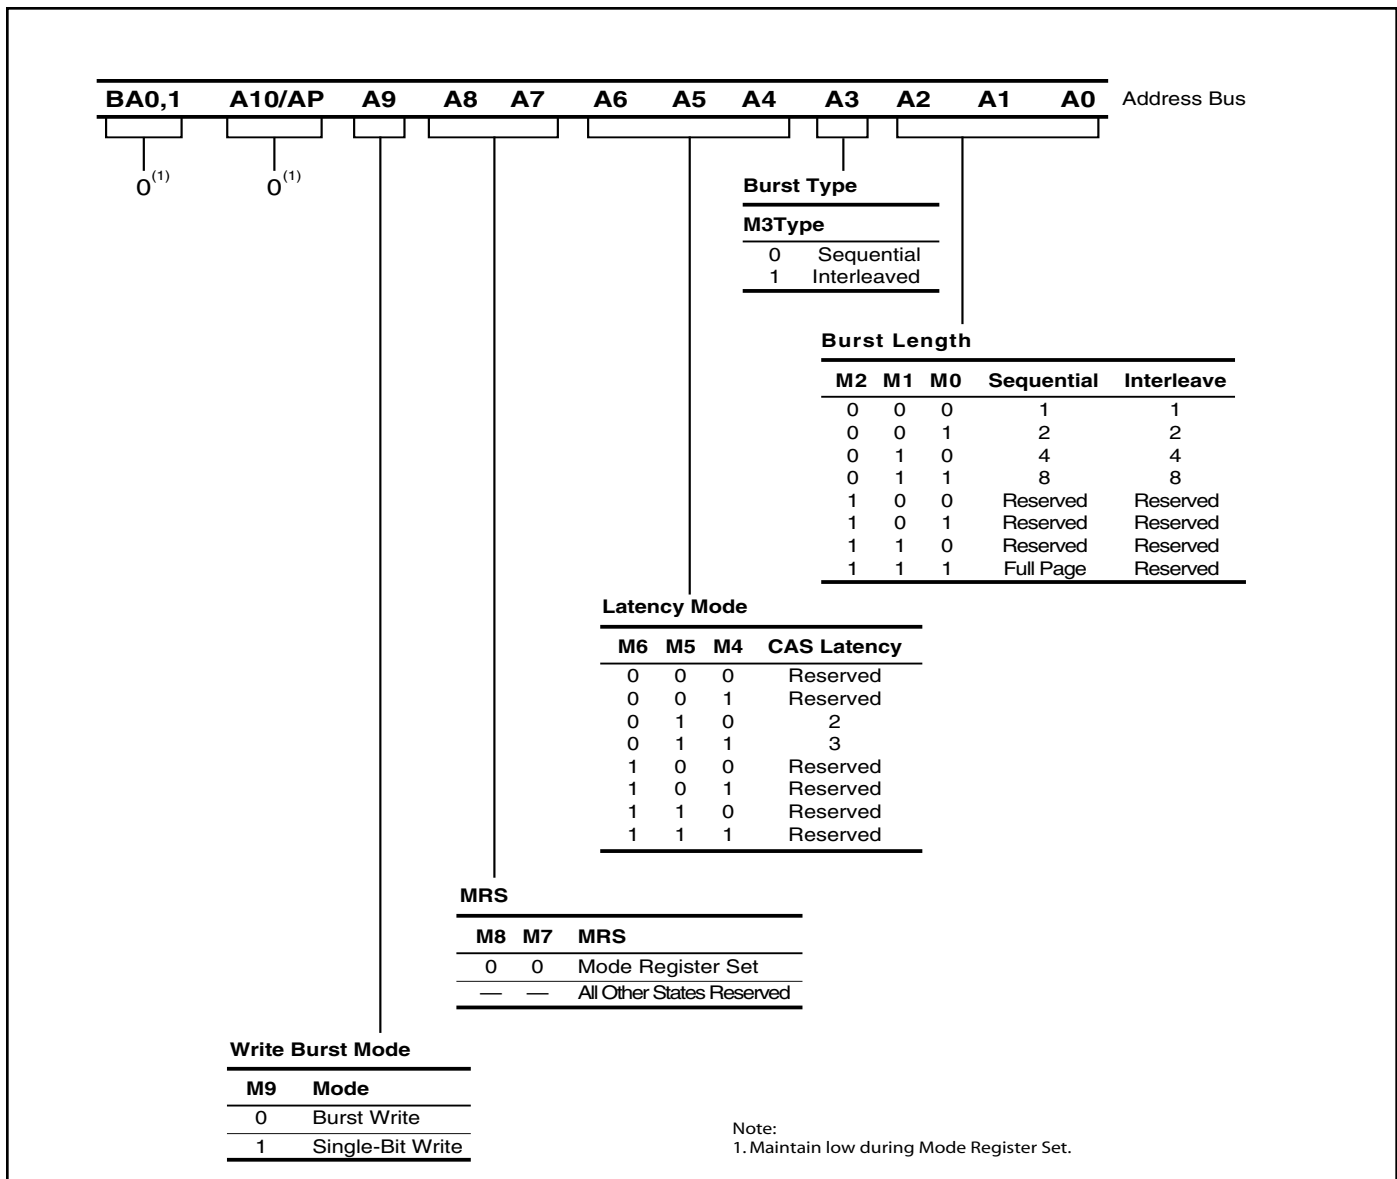 BA0,1 A10/AP A9 A8 A7 A6 A5 A4 A3 A2 A1 A0 Address Bus
0(1) 0(1)
Burst Type
M3Type
0 Sequential
1 Interleaved
Burst Length
M2 M1 M0 Sequential Interleave
0 0 0 1 1
0 0 1 2 2
0 1 0 4 4
0 1 1 8 8
1 0 0 Reserved Reserved
1 0 1 Reserved Reserved
1 1 0 Reserved Reserved
1 1 1 Full Page Reserved
Latency Mode
M6 M5 M4 CAS Latency
0 0 0 Reserved
0 0 1 Reserved
0 1 0 2
0 1 1 3
1 0 0 Reserved
1 0 1 Reserved
1 1 0 Reserved
1 1 1 Reserved
MRS
M8 M7 MRS
0 0 Mode Register Set
— — All Other States Reserved
Write Burst Mode
M9 Mode
0 Burst Write
1 Single-Bit Write
Note:
1. Maintain low during Mode Register Set.